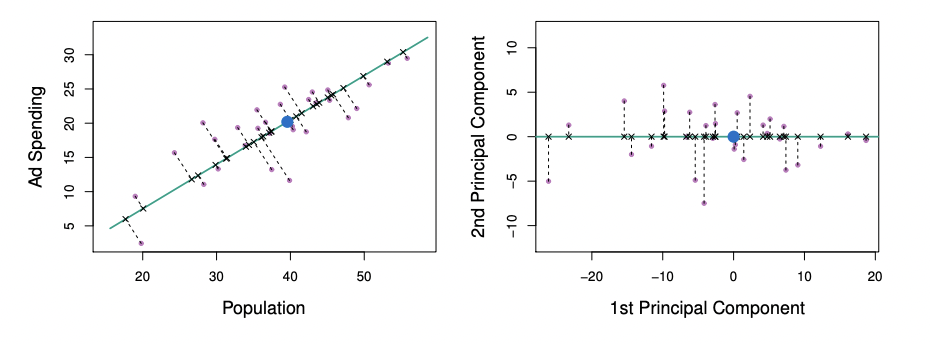 Ad Spending
5 10 15 20 25 30
20 30 40 50
Population
2nd Principal Component
−10 −5 0 5 10
−20 −10 0 10 20
1st Principal Component